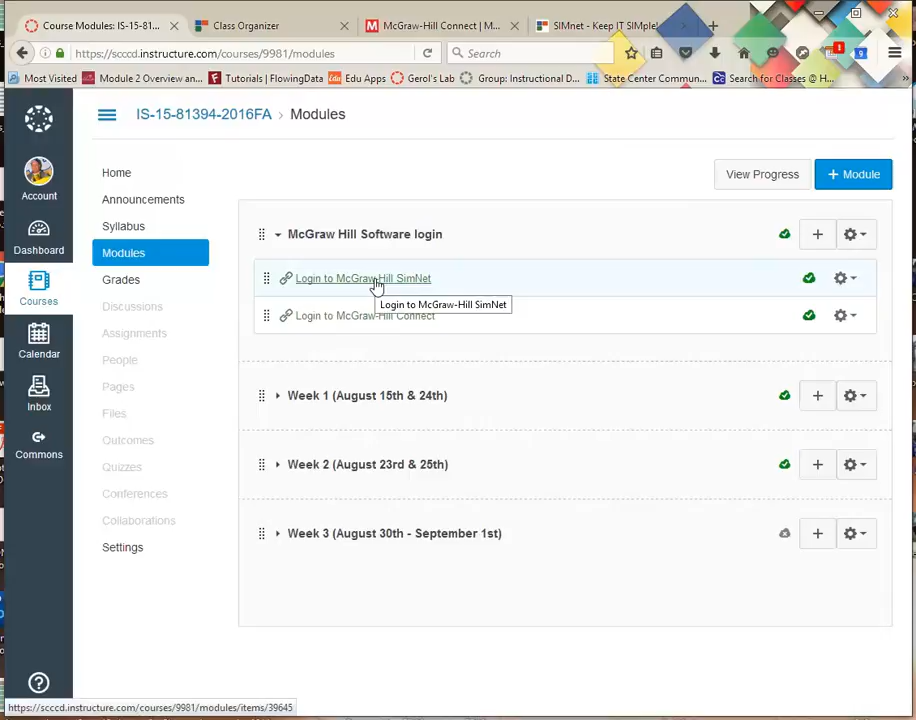 Course Modules: IS-15-81...
Class Organizer
McGraw-Hill Connect | M...
SIMnet - Keep IT SIMple!
https://scccd.instructure.com/courses/9981/modules
Search
1
9
Most Visited
Module 2 Overview an...
Tutorials | FlowingData
Edu Apps
Gerol's Lab
Group: Instructional D...
State Center Commun...
Search for Classes @ H...
IS-15-81394-2016FA › Modules
Account
Dashboard
Courses
Calendar
Inbox
Commons
Home
Announcements
Syllabus
Modules
Grades
Discussions
Assignments
People
Pages
Files
Outcomes
Quizzes
Conferences
Collaborations
Settings
View Progress
+ Module
McGraw Hill Software login
Login to McGraw-Hill SimNet
Login to McGraw-Hill SimNet
Login to McGraw-Hill Connect
Week 1 (August 15th & 24th)
Week 2 (August 23rd & 25th)
Week 3 (August 30th - September 1st)
https://scccd.instructure.com/courses/9981/modules/items/39645